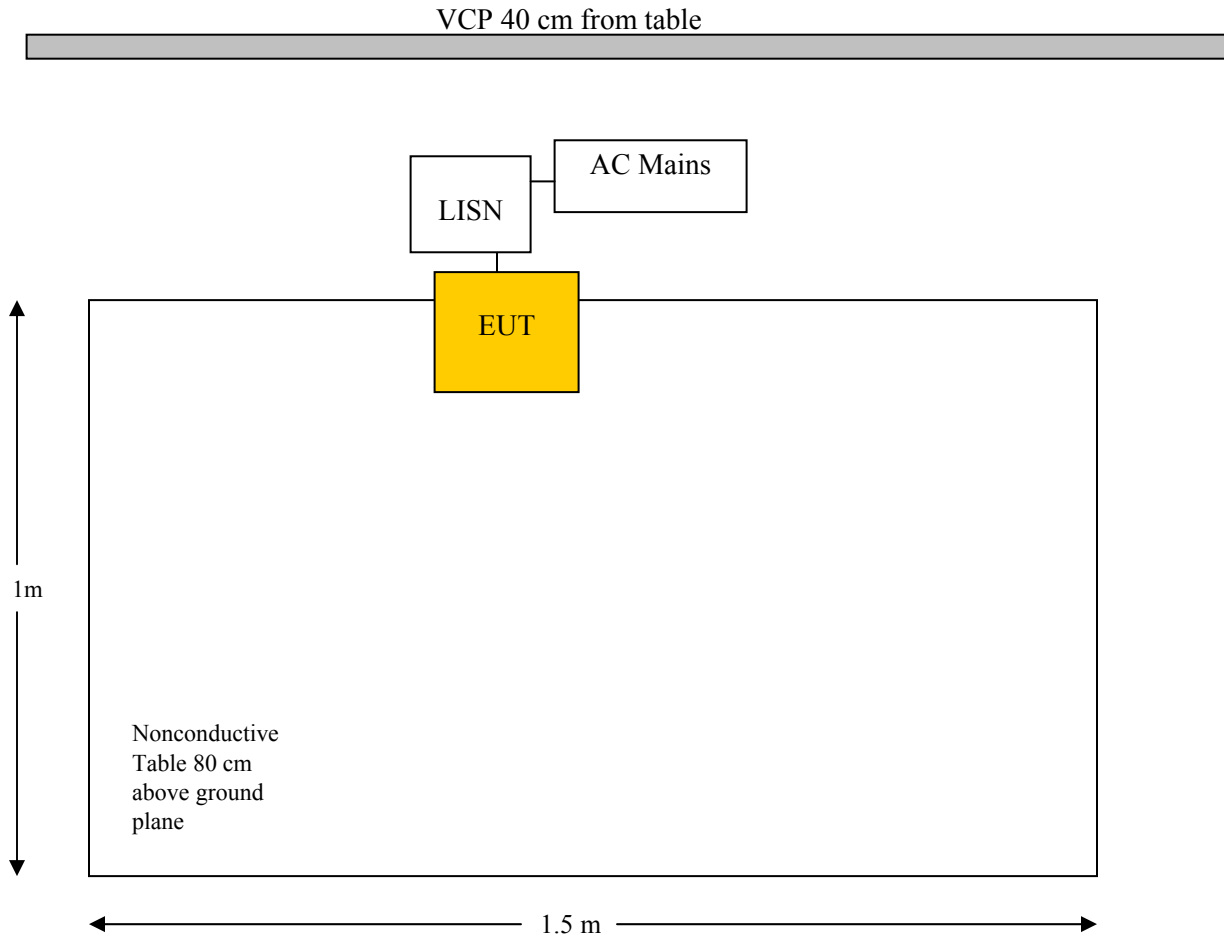 VCP 40 cm from table
AC Mains
LISN
EUT
1m
Nonconductive
Table 80 cm
above ground
plane
1.5 m